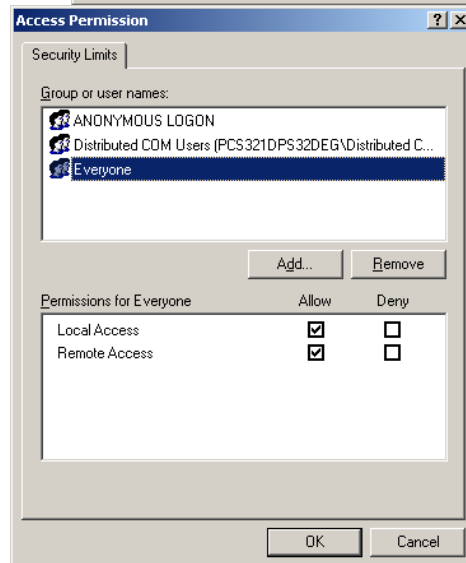 Access Permission
Security Limits
Group or user names:
ANONYMOUS LOGON
Distributed COM Users (PCS321DPS32DEG\Distributed C...
Everyone
Add...
Remove
Permissions for Everyone Allow Deny
Local Access
Remote Access
OK
Cancel